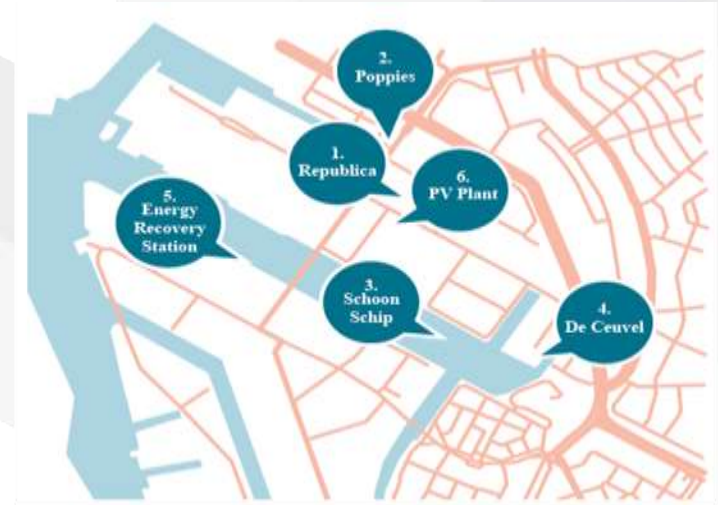 2.
Poppies
1.
Republica
6.
PV Plant
5.
Energy
Recovery
Station
3.
Schoon
Schip
4.
De Ceuvel